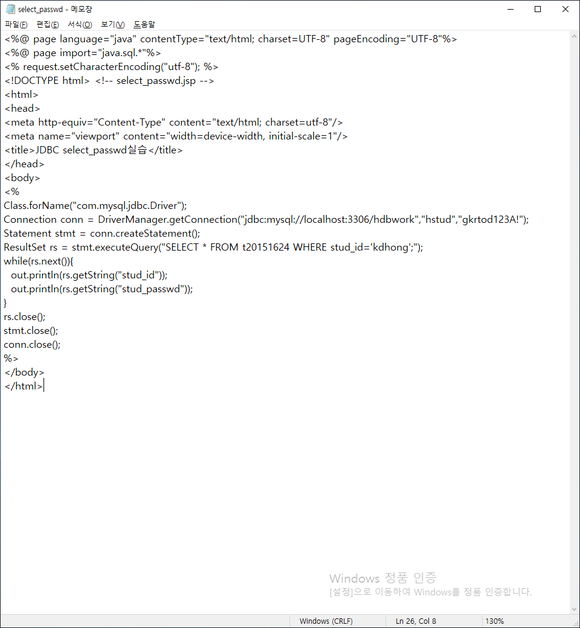 select_passwd - 메모장
파일(F) 편집(E) 서식(O) 보기(V) 도움말
<%@ page language="java" contentType="text/html; charset=UTF-8" pageEncoding="UTF-8"%>
<%@ page import="java.sql.*"%>
<% request.setCharacterEncoding("utf-8"); %>
<!DOCTYPE html> <!-- select_passwd.jsp -->
<html>
<head>
<meta http-equiv="Content-Type" content="text/html; charset=utf-8"/>
<meta name="viewport" content="width=device-width, initial-scale=1"/>
<title>JDBC select_passwd실습</title>
</head>
<body>
<%
Class.forName("com.mysql.jdbc.Driver");
Connection conn = DriverManager.getConnection("jdbc:mysql://localhost:3306/hdbwork","hstud","gkrtod123A!");
Statement stmt = conn.createStatement();
ResultSet rs = stmt.executeQuery("SELECT * FROM t20151624 WHERE stud_id='kdhong';");
while(rs.next()){
   out.println(rs.getString("stud_id"));
   out.println(rs.getString("stud_passwd"));
}
rs.close();
stmt.close();
conn.close();
%>
</body>
</html>
Windows 정품 인증
[설정]으로 이동하여 Windows를 정품 인증합니다.
Windows (CRLF) Ln 26, Col 8 130%